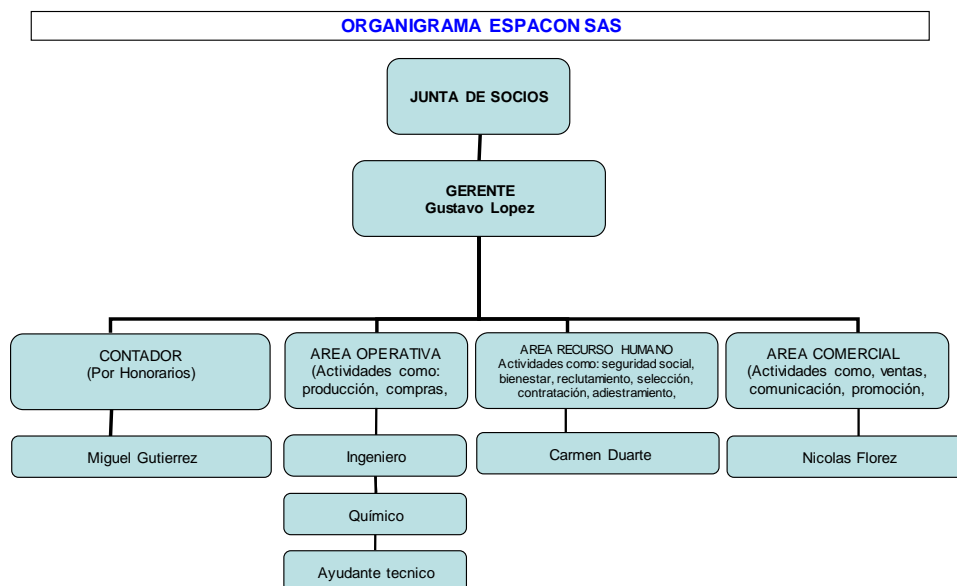 ORGANIGRAMA ESPACON SAS
JUNTA DE SOCIOS
GERENTE
Gustavo Lopez
CONTADOR
(Por Honorarios)
AREA OPERATIVA
(Actividades como:
producción, compras,
AREA RECURSO HUMANO
Actividades como: seguridad social,
bienestar, reclutamiento, selección,
contratación, adiestramiento,
AREA COMERCIAL
(Actividades como, ventas,
comunicación, promoción,
Miguel Gutierrez
Ingeniero
Carmen Duarte
Nicolas Florez
Químico
Ayudante tecnico